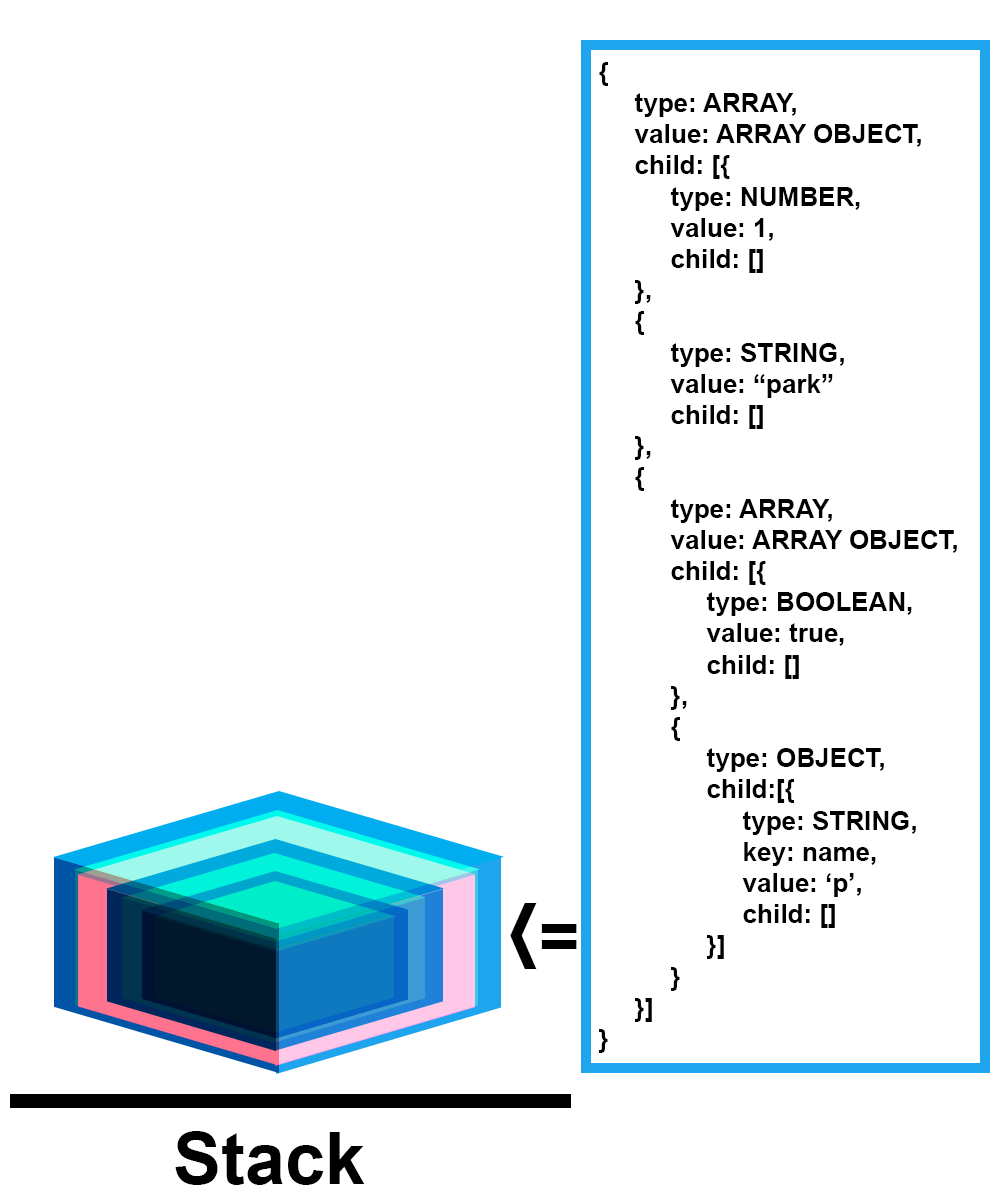 {
type: ARRAY,
value: ARRAY OBJECT,
child: [{
type: NUMBER,
value: 1,
child: []
},
{
type: STRING,
value: “park”
child: []
},
{
type: ARRAY,
value: ARRAY OBJECT,
child: [{
type: BOOLEAN,
value: true,
child: []
},
{
type: OBJECT,
child:[{
type: STRING,
key: name,
value: ‘p’,
child: []
}]
}
}]
}
⟨=
Stack